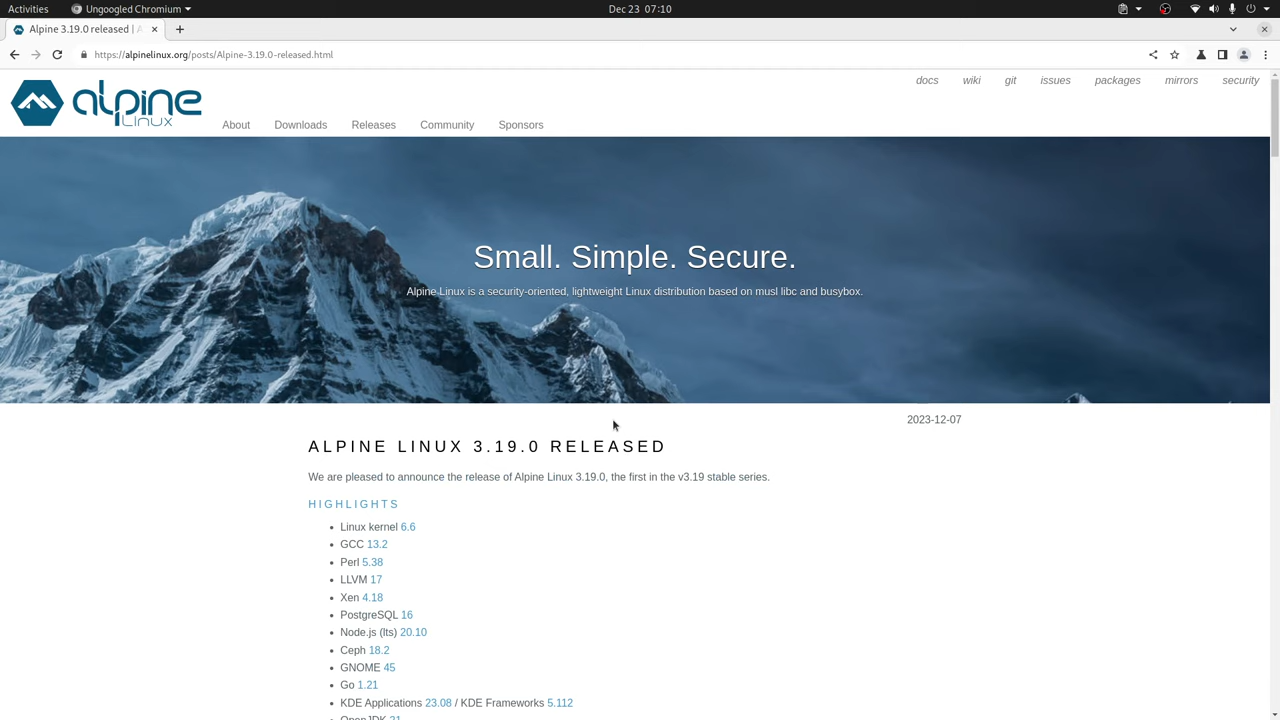 Activities
Ungoogled Chromium
Dec 23 07:10
Alpine 3.19.0 released | A
https://alpinelinux.org/posts/Alpine-3.19.0-released.html
docs wiki git issues packages mirrors security
alpine
LINUX
About Downloads Releases Community Sponsors
Small. Simple. Secure.
Alpine Linux is a security-oriented, lightweight Linux distribution based on musl libc and busybox.
2023-12-07
ALPINE LINUX 3.19.0 RELEASED
We are pleased to announce the release of Alpine Linux 3.19.0, the first in the v3.19 stable series.
HIGHLIGHTS
• Linux kernel 6.6
• GCC 13.2
• Perl 5.38
• LLVM 17
• Xen 4.18
• PostgreSQL 16
• Node.js (lts) 20.10
• Ceph 18.2
• GNOME 45
• Go 1.21
• KDE Applications 23.08 / KDE Frameworks 5.112
OpenJDK 21